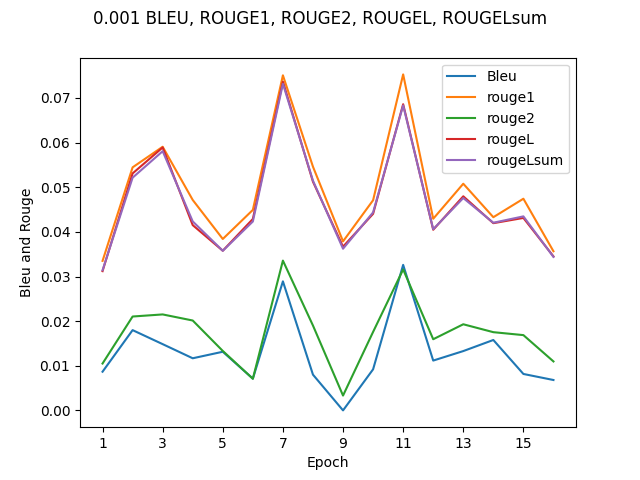 0.001 BLEU, ROUGE1, ROUGE2, ROUGEL, ROUGELsum
Bleu
rouge1
rouge2
rougeL
rougeLsum
Bleu and Rouge
0.07
0.06
0.05
0.04
0.03
0.02
0.01
0.00
1 3 5 7 9 11 13 15
Epoch